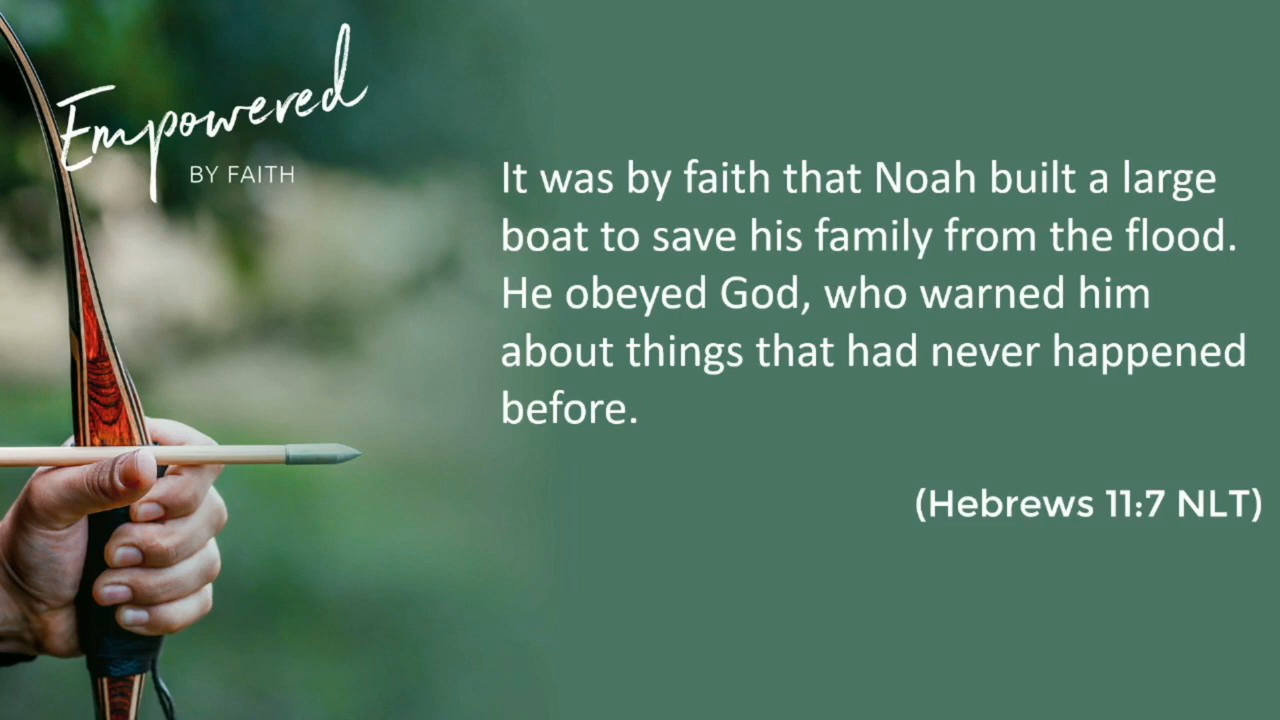 Empowered
BY FAITH
It was by faith that Noah built a large
boat to save his family from the flood.
He obeyed God, who warned him
about things that had never happened
before.
(Hebrews 11:7 NLT)